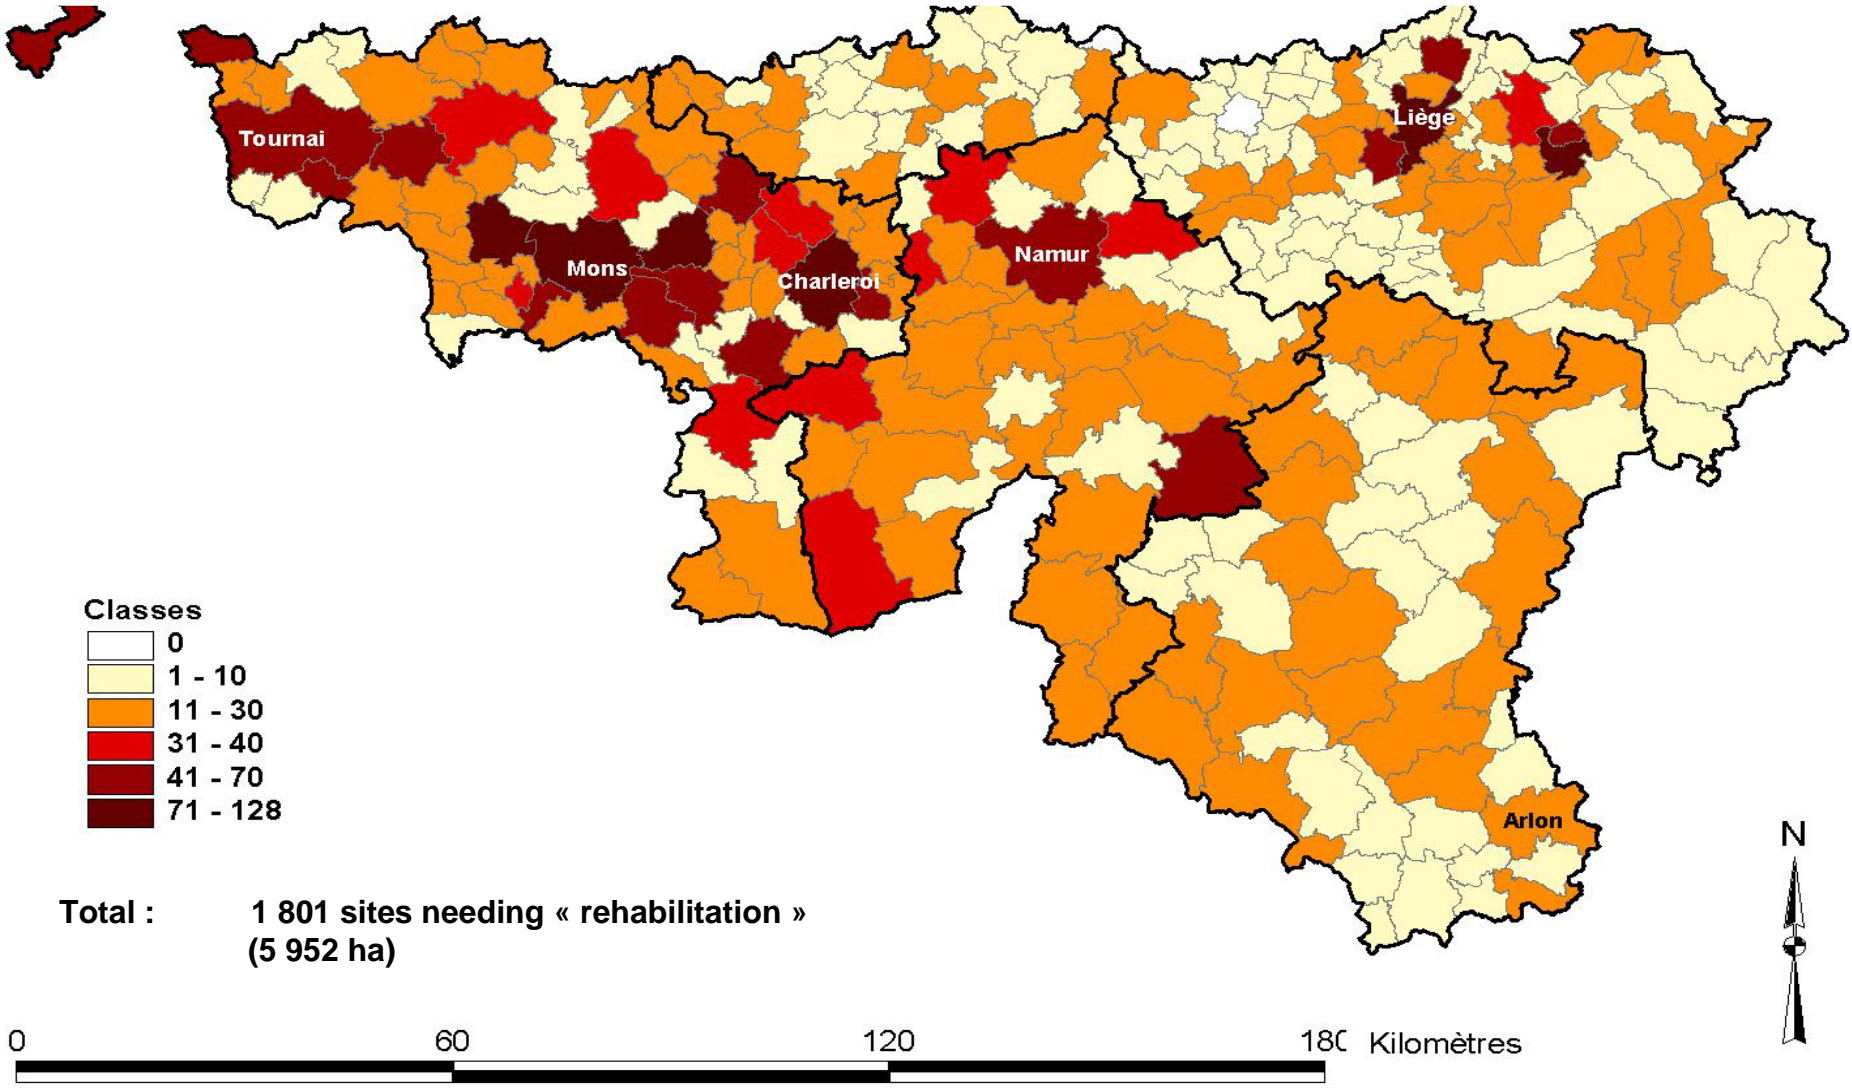 Liège
Tournai
Namur
Mons
Charleroi
Classes
0
1 - 10
11 - 30
31 - 40
41 - 70
71 - 128
Arlon
N
Total : 1 801 sites needing « rehabilitation »
(5 952 ha)
0 60 120 180 Kilomètres